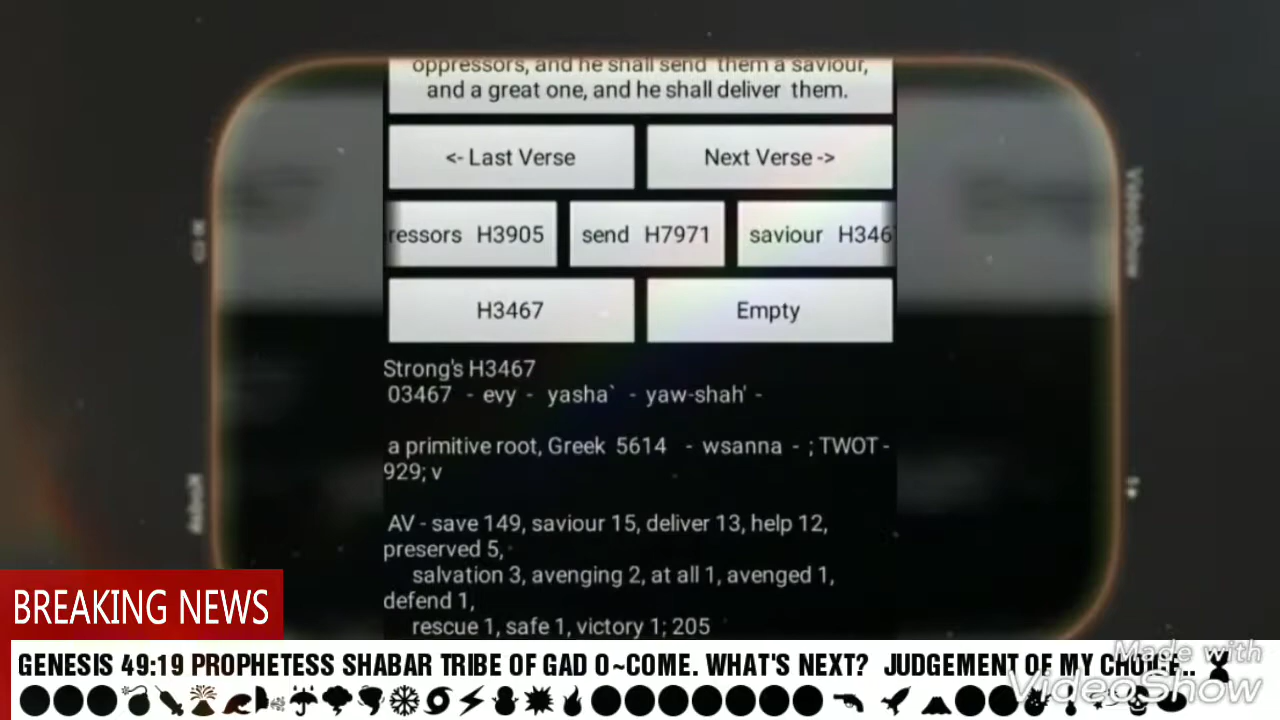 oppressors, and he shall send them a saviour,
and a great one, and he shall deliver them.
<- Last Verse
Next Verse ->
ressors H3905
send H7971
saviour H346
H3467
Empty
Strong's H3467
03467 - evy - yasha` - yaw-shah' -
a primitive root, Greek 5614 - wsanna - ; TWOT -
929; v
AV - save 149, saviour 15, deliver 13, help 12,
preserved 5,
salvation 3, avenging 2, at all 1, avenged 1,
defend 1,
rescue 1, safe 1, victory 1; 205
BREAKING NEWS
GENESIS 49:19 PROPHETESS SHABAR TRIBE OF GAD O~COME. WHAT'S NEXT? JUDGEMENT OF MY CHOICE..
Made with
VideoShow
VideoShow